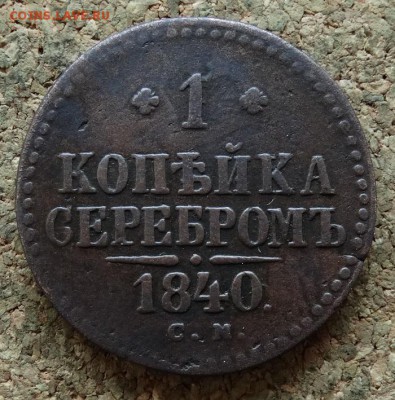 COINS.LAVE.RU
1
КОПѢЙКА
СЕРЕБРОМЪ
1840.
С. М.